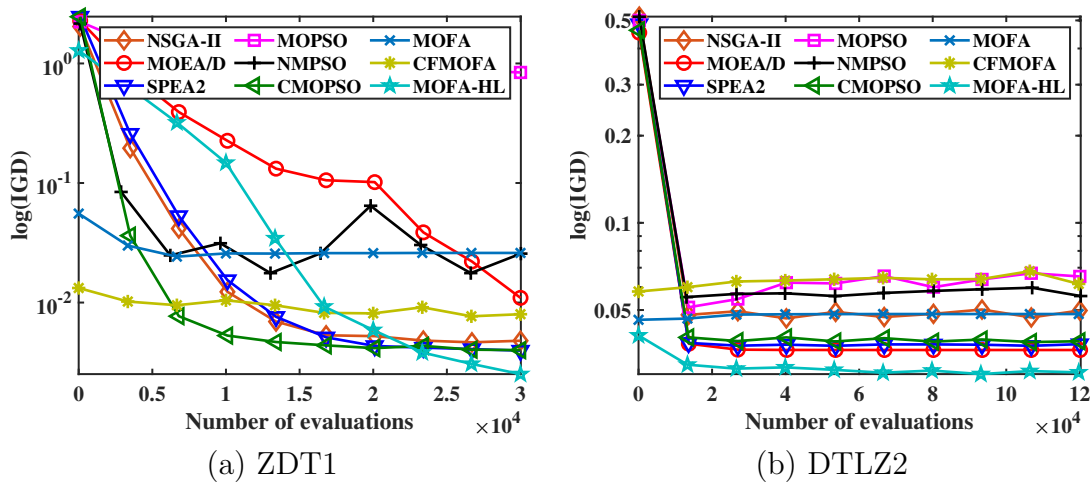 log(IGD)
10^0
10^-1
10^-2
NSGA-II MOPSO MOFA
MOEA/D NMPSO CFMOFA
SPEA2 CMOPSO MOFA-HL
0 0.5 1 1.5 2 2.5 3
Number of evaluations ×10^4
(a) ZDT1
log(IGD)
0.5
0.3
0.2
0.1
0.05
NSGA-II MOPSO MOFA
MOEA/D NMPSO CFMOFA
SPEA2 CMOPSO MOFA-HL
0 2 4 6 8 10 12
Number of evaluations ×10^4
(b) DTLZ2